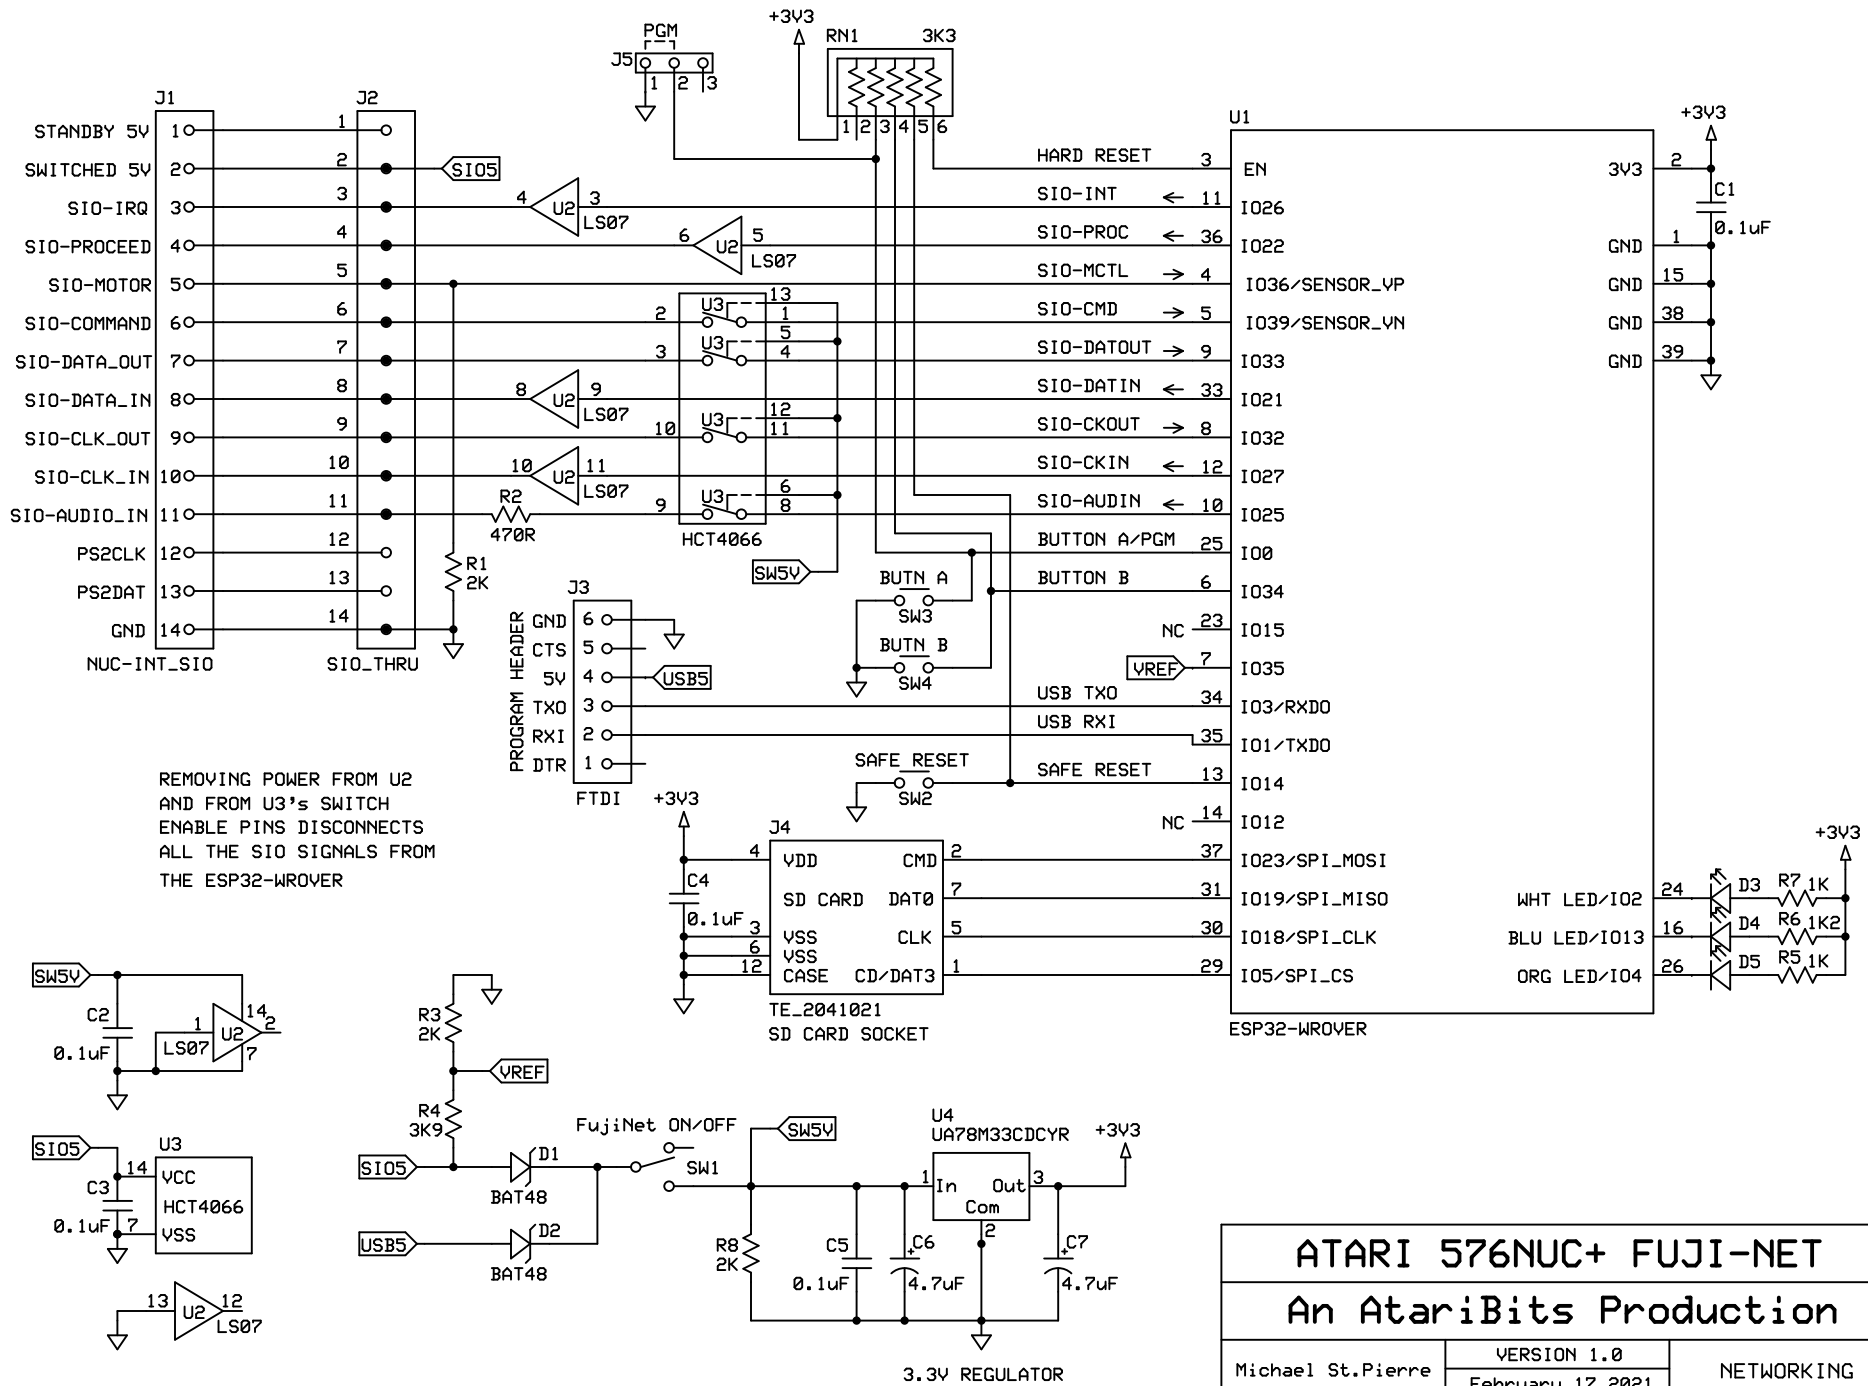 +3V3
PGM
J5
1 2 3
RN1 3K3
1 2 3 4 5 6
J1 J2
STANDBY 5V 1 1
SWITCHED 5V 2 2 SIO5
SIO-IRQ 3 3 4 U2 3 LS07
SIO-PROCEED 4 4 6 U2 5 LS07
SIO-MOTOR 5 5
SIO-COMMAND 6 6 2 U3 13 1
SIO-DATA_OUT 7 7 3 U3 5 4
SIO-DATA_IN 8 8 8 U2 9 LS07
SIO-CLK_OUT 9 9 10 U3 12 11
SIO-CLK_IN 10 10 10 U2 11 LS07
SIO-AUDIO_IN 11 11 R2 470R 9 U3 6 8
PS2CLK 12 12
PS2DAT 13 13
GND 14 14
NUC-INT_SIO SIO_THRU
R1
2K
HCT4066
SW5V
U1
HARD RESET 3 EN
SIO-INT ← 11 IO26
SIO-PROC ← 36 IO22
SIO-MCTL → 4 IO36/SENSOR_VP
SIO-CMD → 5 IO39/SENSOR_VN
SIO-DATOUT → 9 IO33
SIO-DATIN ← 33 IO21
SIO-CKOUT → 8 IO32
SIO-CKIN ← 12 IO27
SIO-AUDIN ← 10 IO25
BUTTON A/PGM 25 IO0
BUTTON B 6 IO34
NC 23 IO15
VREF 7 IO35
USB TXO 34 IO3/RXDO
USB RXI 35 IO1/TXDO
SAFE RESET 13 IO14
NC 14 IO12
37 IO23/SPI_MOSI
31 IO19/SPI_MISO
30 IO18/SPI_CLK
29 IO5/SPI_CS
ESP32-WROVER
+3V3
3V3 2
C1
0.1uF
GND 1
GND 15
GND 38
GND 39
+3V3
WHT LED/IO2 24 D3 R7 1K
BLU LED/IO13 16 D4 R6 1K2
ORG LED/IO4 26 D5 R5 1K
BUTN A
SW3
BUTN B
SW4
SAFE RESET
SW2
J3
PROGRAM HEADER
GND 6
CTS 5
5V 4 USB5
TXO 3
RXI 2
DTR 1
FTDI
REMOVING POWER FROM U2
AND FROM U3's SWITCH
ENABLE PINS DISCONNECTS
ALL THE SIO SIGNALS FROM
THE ESP32-WROVER
+3V3
J4
4 VDD CMD 2
C4
0.1uF
SD CARD DAT0 7
3 VSS CLK 5
6 VSS
12 CASE CD/DAT3 1
TE_2041021
SD CARD SOCKET
SW5V
C2
0.1uF
1 U2 14 2
LS07 7
SIO5
U3
14 VCC
C3
HCT4066
0.1uF 7 VSS
13 U2 12
LS07
R3
2K
VREF
R4
3K9
SIO5 D1
BAT48
USB5 D2
BAT48
FujiNet ON/OFF
SW1
SW5V
R8
2K
C5
0.1uF
+ C6
4.7uF
U4
UA78M33CDCYR
1 In Out 3
Com
2
+3V3
+ C7
4.7uF
3.3V REGULATOR
ATARI 576NUC+ FUJI-NET
An AtariBits Production
Michael St.Pierre
VERSION 1.0
February 17 2021
NETWORKING